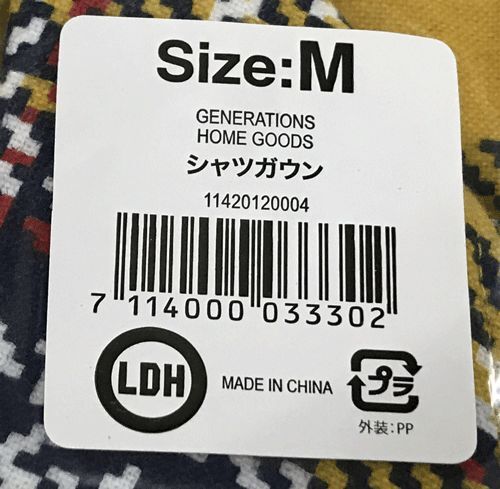 Size:M
GENERATIONS
HOME GOODS
シャツガウン
11420120004
7 114000 033302
LDH
MADE IN CHINA
プラ
外装:PP